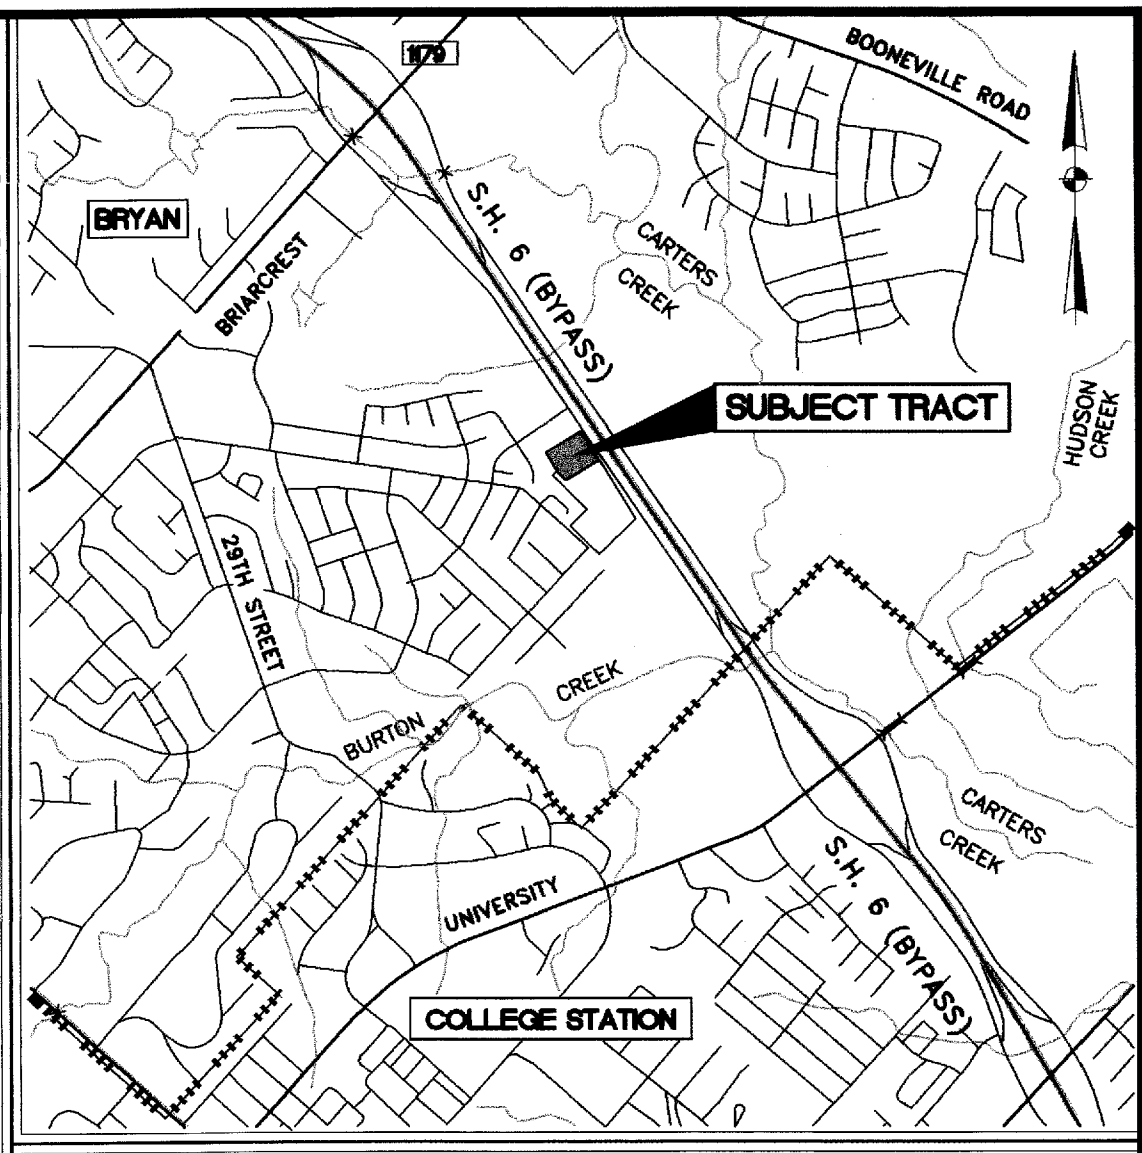 1179
BOONEVILLE ROAD
BRYAN
S.H. 6 (BYPASS)
CARTERS
CREEK
BRIARCREST
SUBJECT TRACT
HUDSON
CREEK
29TH STREET
CREEK
BURTON
CARTERS
CREEK
UNIVERSITY
S.H. 6 (BYPASS)
COLLEGE STATION